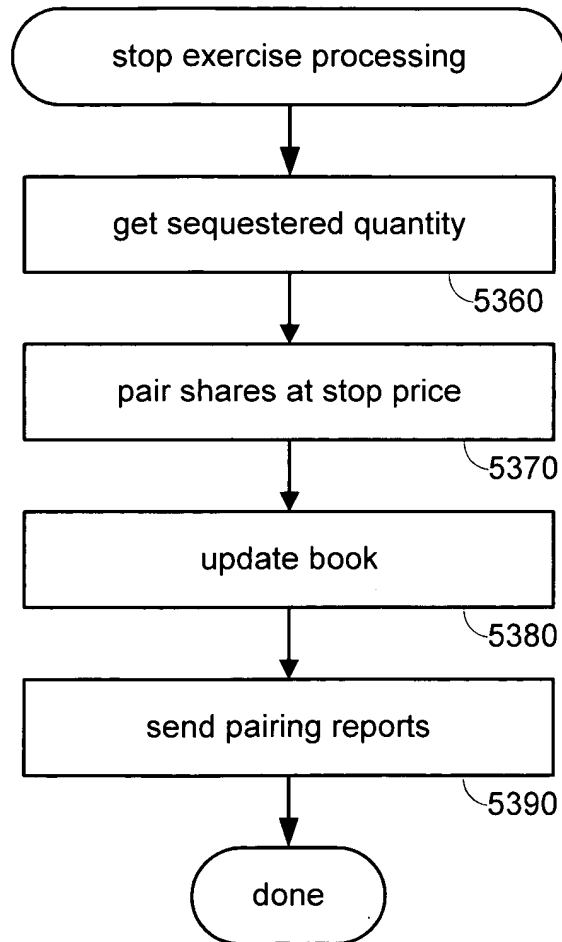 stop exercise processing
get sequestered quantity
5360
pair shares at stop price
5370
update book
5380
send pairing reports
5390
done